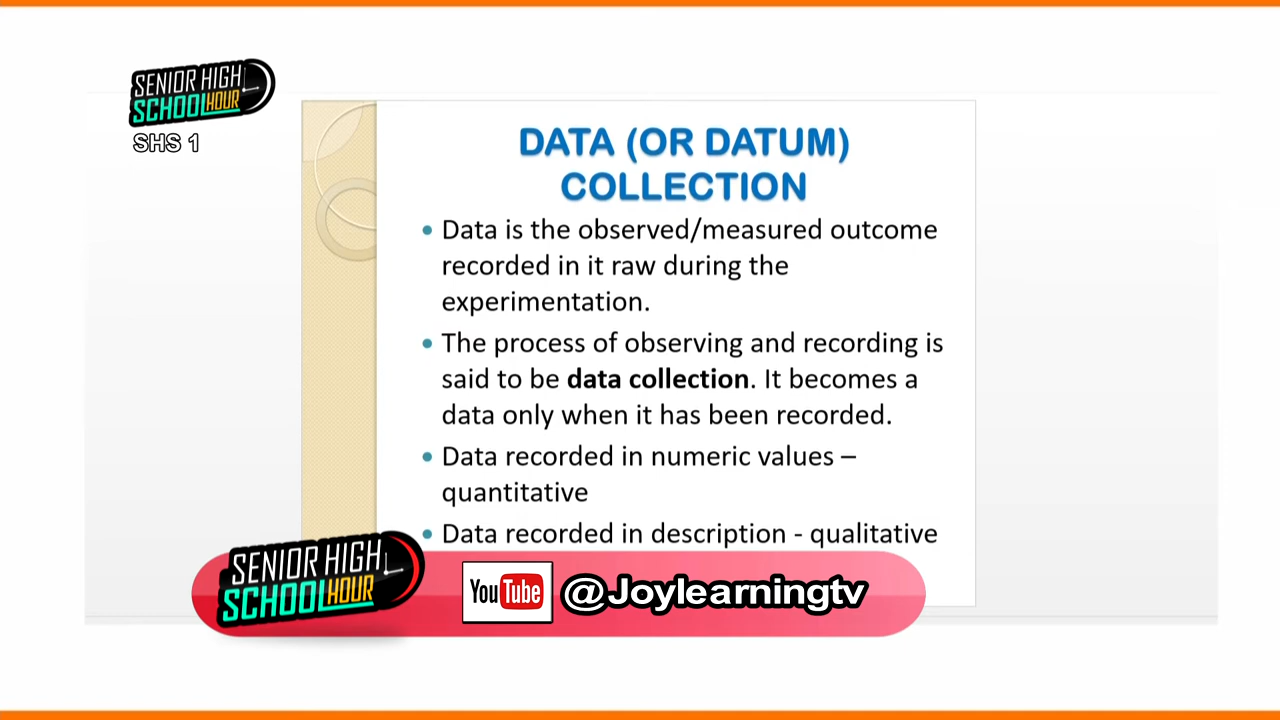 SENIOR HIGH
SCHOOL HOUR
SHS 1
DATA (OR DATUM)
COLLECTION
• Data is the observed/measured outcome
recorded in it raw during the
experimentation.
• The process of observing and recording is
said to be data collection. It becomes a
data only when it has been recorded.
• Data recorded in numeric values –
quantitative
• Data recorded in description - qualitative
SENIOR HIGH
SCHOOL HOUR
YouTube @Joylearningtv